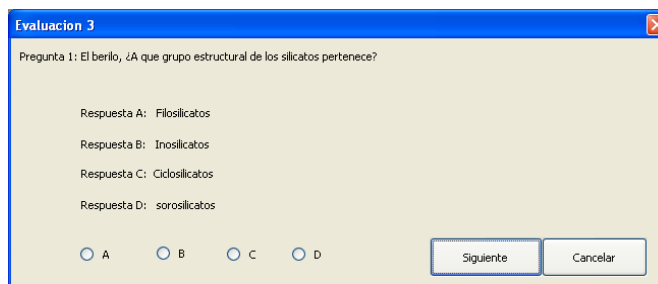 Evaluacion 3
Pregunta 1: El berilo, ¿A que grupo estructural de los silicatos pertenece?
Respuesta A: Filosilicatos
Respuesta B: Inosilicatos
Respuesta C: Ciclosilicatos
Respuesta D: sorosilicatos
A B C D Siguiente Cancelar